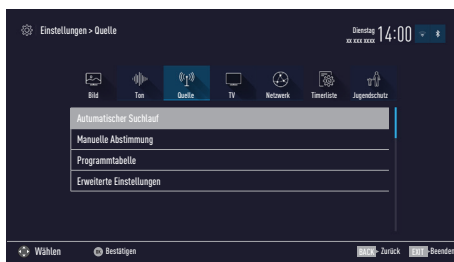 Einstellungen > Quelle
Dienstag
xx xxx xxxx
14:00
Bild Ton Quelle TV Netzwerk Timerliste Jugendschutz
Automatischer Suchlauf
Manuelle Abstimmung
Programmtabelle
Erweiterte Einstellungen
Wählen OK Bestätigen BACK - Zurück EXIT -Beenden